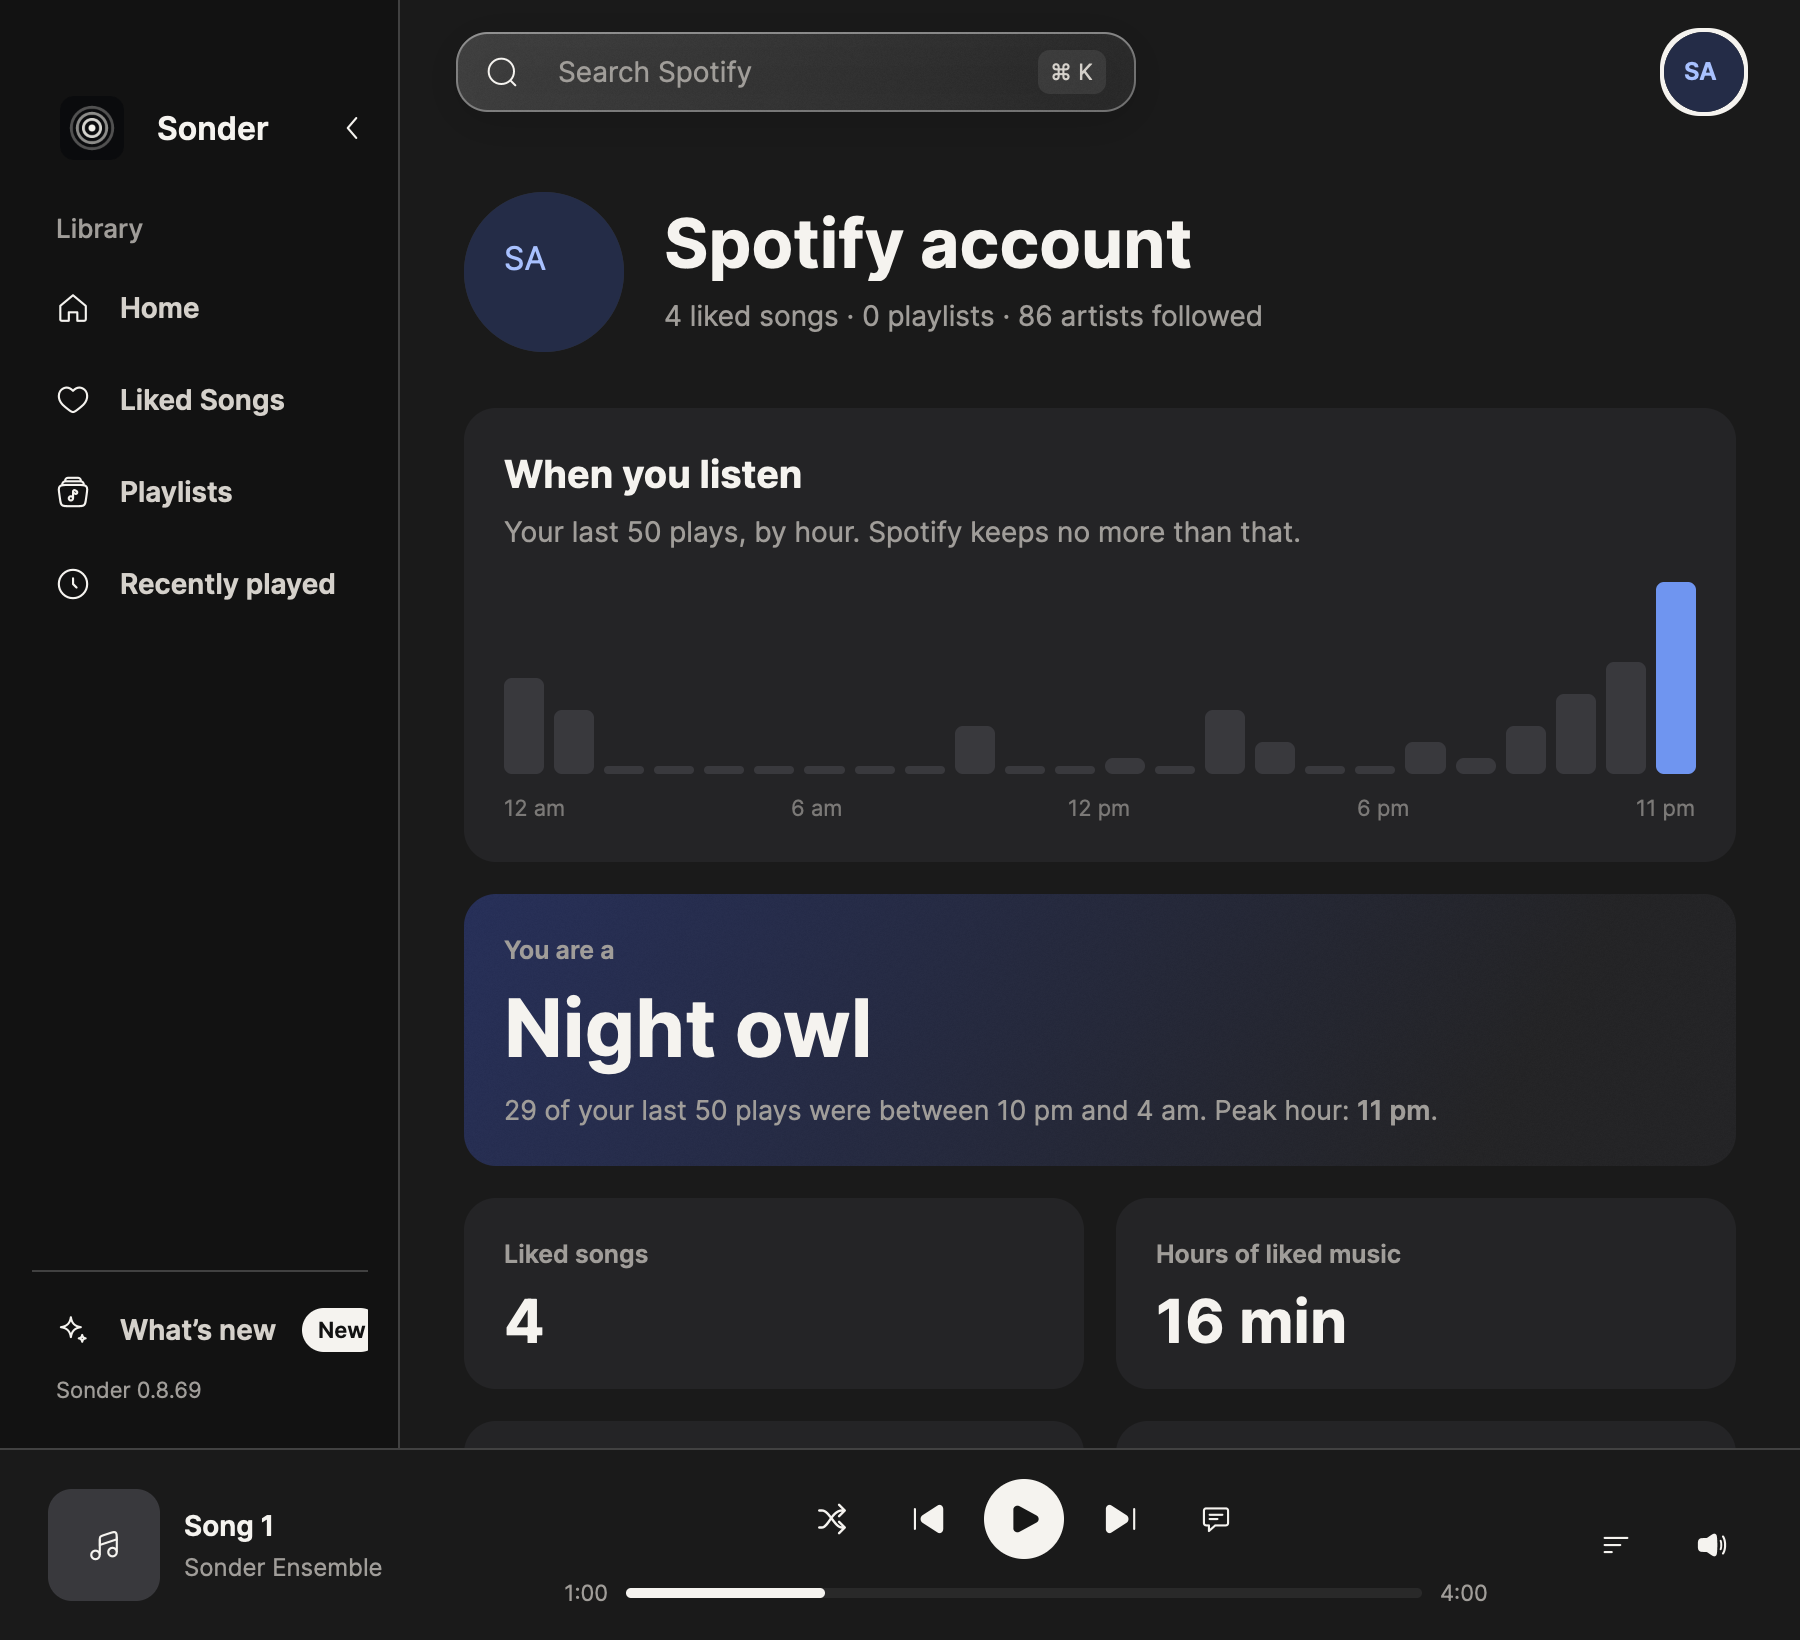 Search Spotify
⌘ K
SA
Sonder
Library
Home
Liked Songs
Playlists
Recently played
What’s new
New
Sonder 0.8.69
SA
Spotify account
4 liked songs · 0 playlists · 86 artists followed
When you listen
Your last 50 plays, by hour. Spotify keeps no more than that.
12 am
6 am
12 pm
6 pm
11 pm
You are a
Night owl
29 of your last 50 plays were between 10 pm and 4 am. Peak hour: 11 pm.
Liked songs
4
Hours of liked music
16 min
Song 1
Sonder Ensemble
1:00
4:00